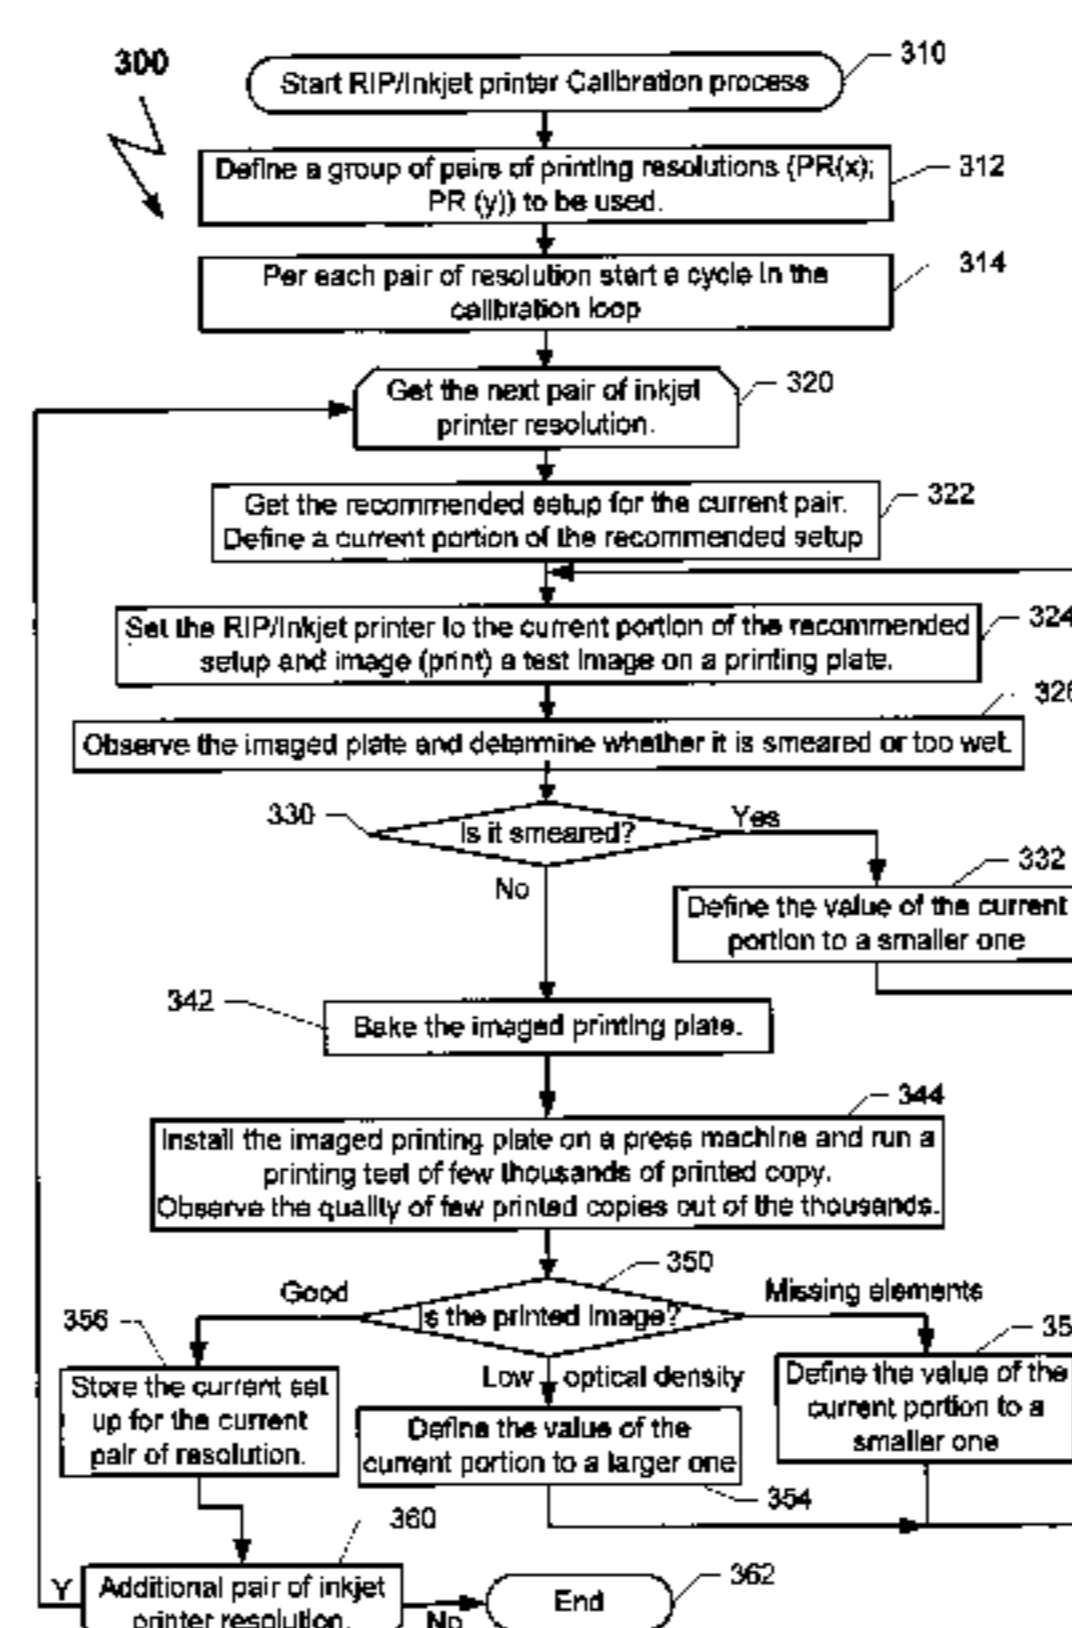 300
310
Start RIP/Inkjet printer Calibration process
Define a group of pairs of printing resolutions (PR(x);
PR (y)) to be used.
312
Per each pair of resolution start a cycle in the
calibration loop
314
Get the next pair of inkjet
printer resolution.
320
Get the recommended setup for the current pair.
Define a current portion of the recommended setup
322
Set the RIP/Inkjet printer to the current portion of the recommended
setup and image (print) a test image on a printing plate.
324
326
Observe the imaged plate and determine whether it is smeared or too wet.
330
Is it smeared?
Yes
No
332
Define the value of the current
portion to a smaller one
342
Bake the imaged printing plate.
344
Install the imaged printing plate on a press machine and run a
printing test of few thousands of printed copy.
Observe the quality of few printed copies out of the thousands.
350
Good
Is the printed image?
Missing elements
356
35
Store the current set
up for the current
pair of resolution.
Low optical density
Define the value of the
current portion to a larger one
354
Define the value of the
current portion to a
smaller one
360
Y
Additional pair of inkjet
printer resolution.
No
End
362